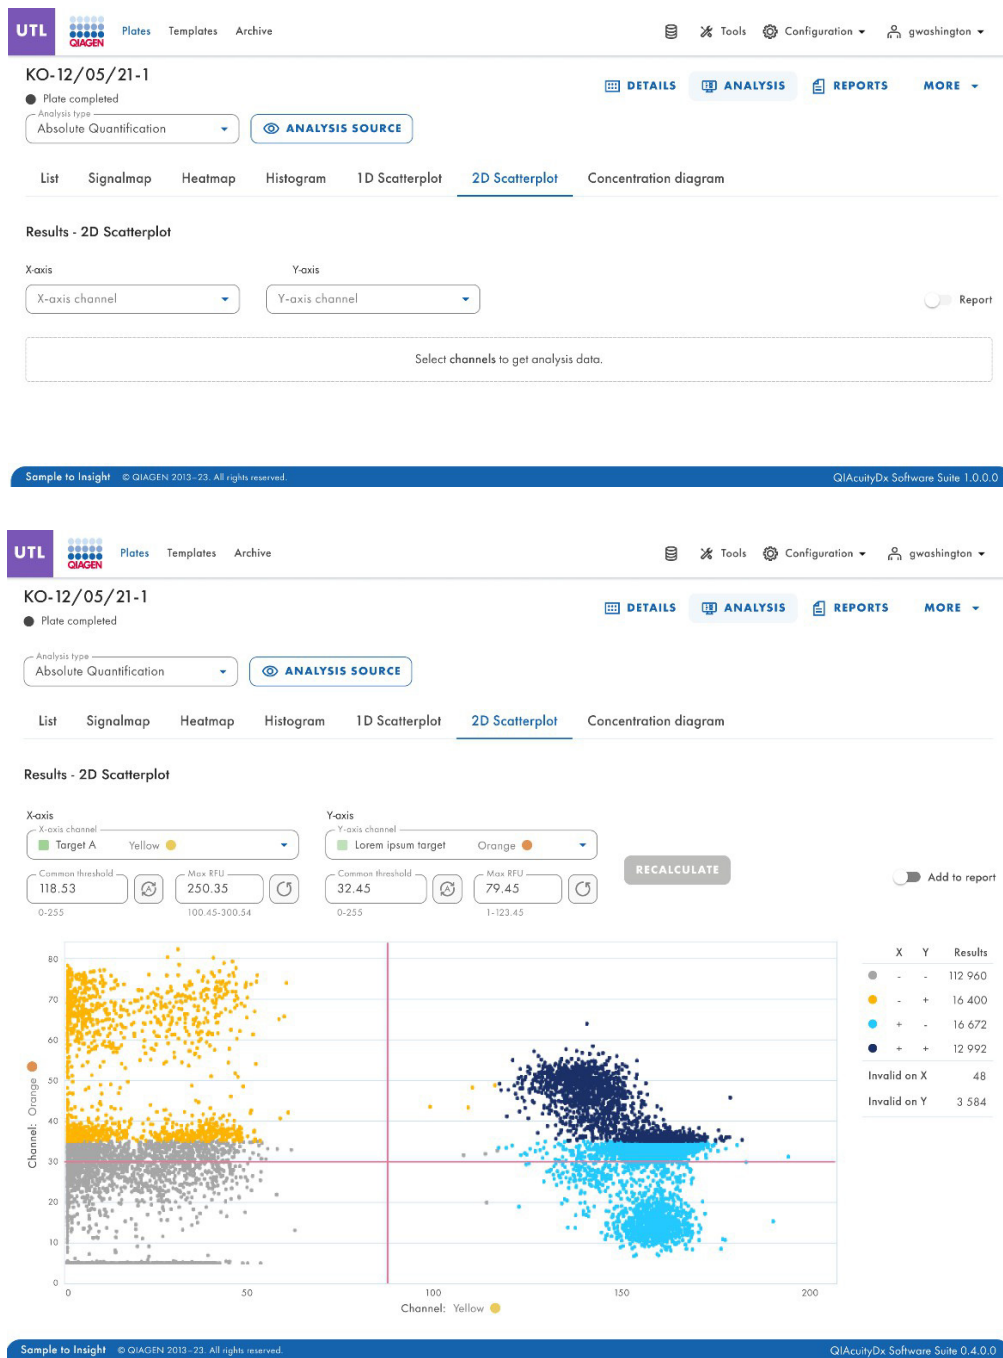 UTL QIAGEN Plates Templates Archive Tools Configuration gwashington
KO-12/05/21-1
DETAILS ANALYSIS REPORTS MORE
Plate completed
Analysis type
Absolute Quantification ANALYSIS SOURCE
List Signalmap Heatmap Histogram 1D Scatterplot 2D Scatterplot Concentration diagram
Results - 2D Scatterplot
X-axis Y-axis
X-axis channel Y-axis channel Report
Select channels to get analysis data.
Sample to Insight © QIAGEN 2013–23. All rights reserved. QIAcuityDx Software Suite 1.0.0.0
UTL QIAGEN Plates Templates Archive Tools Configuration gwashington
KO-12/05/21-1
DETAILS ANALYSIS REPORTS MORE
Plate completed
Analysis type
Absolute Quantification ANALYSIS SOURCE
List Signalmap Heatmap Histogram 1D Scatterplot 2D Scatterplot Concentration diagram
Results - 2D Scatterplot
X-axis Y-axis
X-axis channel Y-axis channel
Target A Yellow Lorem ipsum target Orange
RECALCULATE
Common threshold Max RFU Common threshold Max RFU
118.53 A 250.35 32.45 A 79.45
Add to report
0-255 100.45-300.54 0-255 1-123.45
X Y Results
- - 112 960
- + 16 400
+ - 16 672
+ + 12 992
Invalid on X 48
Invalid on Y 3 584
80
70
60
50
40
30
20
10
0
Channel: Orange
0 50 100 150 200
Channel: Yellow
Sample to Insight © QIAGEN 2013–23. All rights reserved. QIAcuityDx Software Suite 0.4.0.0